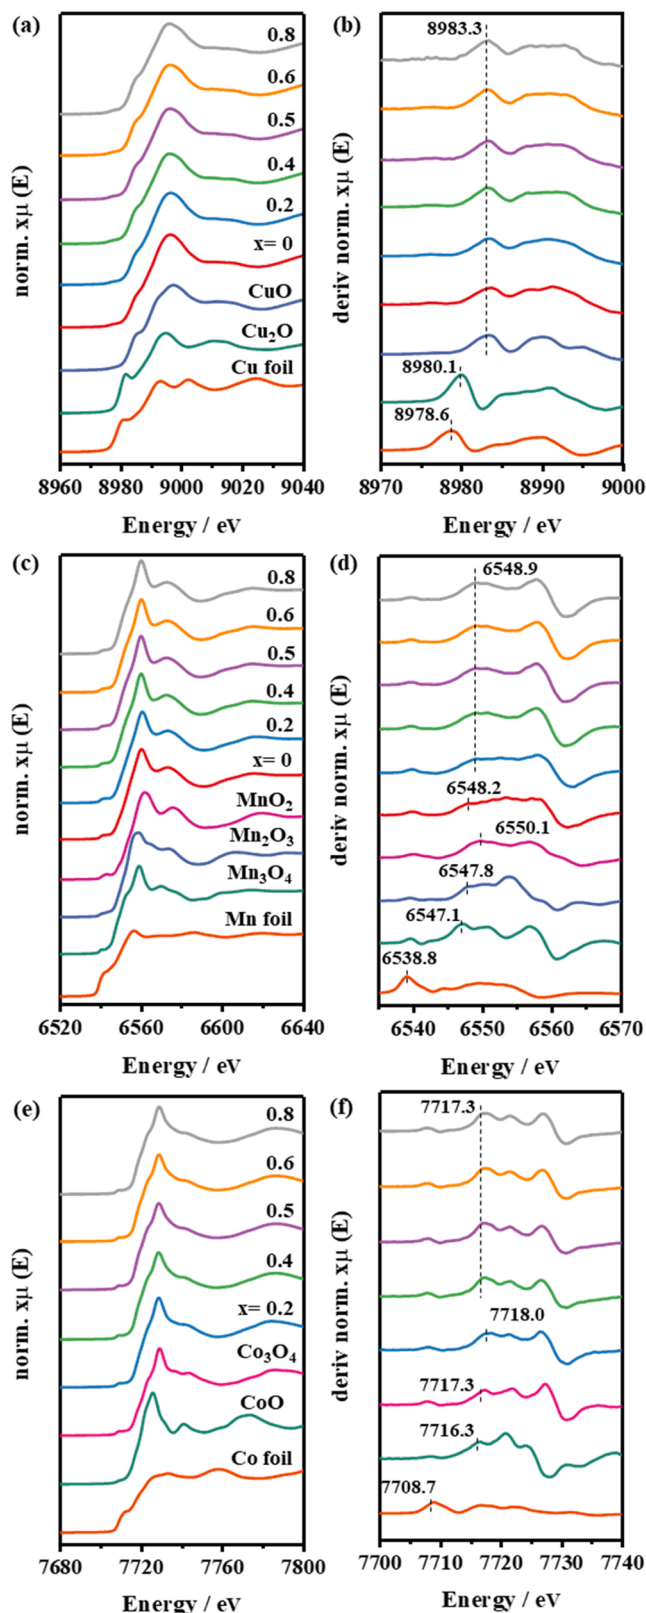 (a)
0.8
0.6
0.5
0.4
0.2
x= 0
CuO
Cu₂O
Cu foil
norm. xμ (E)
8960 8980 9000 9020 9040
Energy / eV
(b)
8983.3
8980.1
8978.6
deriv norm. xμ (E)
8970 8980 8990 9000
Energy / eV
(c)
0.8
0.6
0.5
0.4
0.2
x= 0
MnO₂
Mn₂O₃
Mn₃O₄
Mn foil
norm. xμ (E)
6520 6560 6600 6640
Energy / eV
(d)
6548.9
6548.2
6550.1
6547.8
6547.1
6538.8
deriv norm. xμ (E)
6540 6550 6560 6570
Energy / eV
(e)
0.8
0.6
0.5
0.4
x= 0.2
Co₃O₄
CoO
Co foil
norm. xμ (E)
7680 7720 7760 7800
Energy / eV
(f)
7717.3
7718.0
7717.3
7716.3
7708.7
deriv norm. xμ (E)
7700 7710 7720 7730 7740
Energy / eV